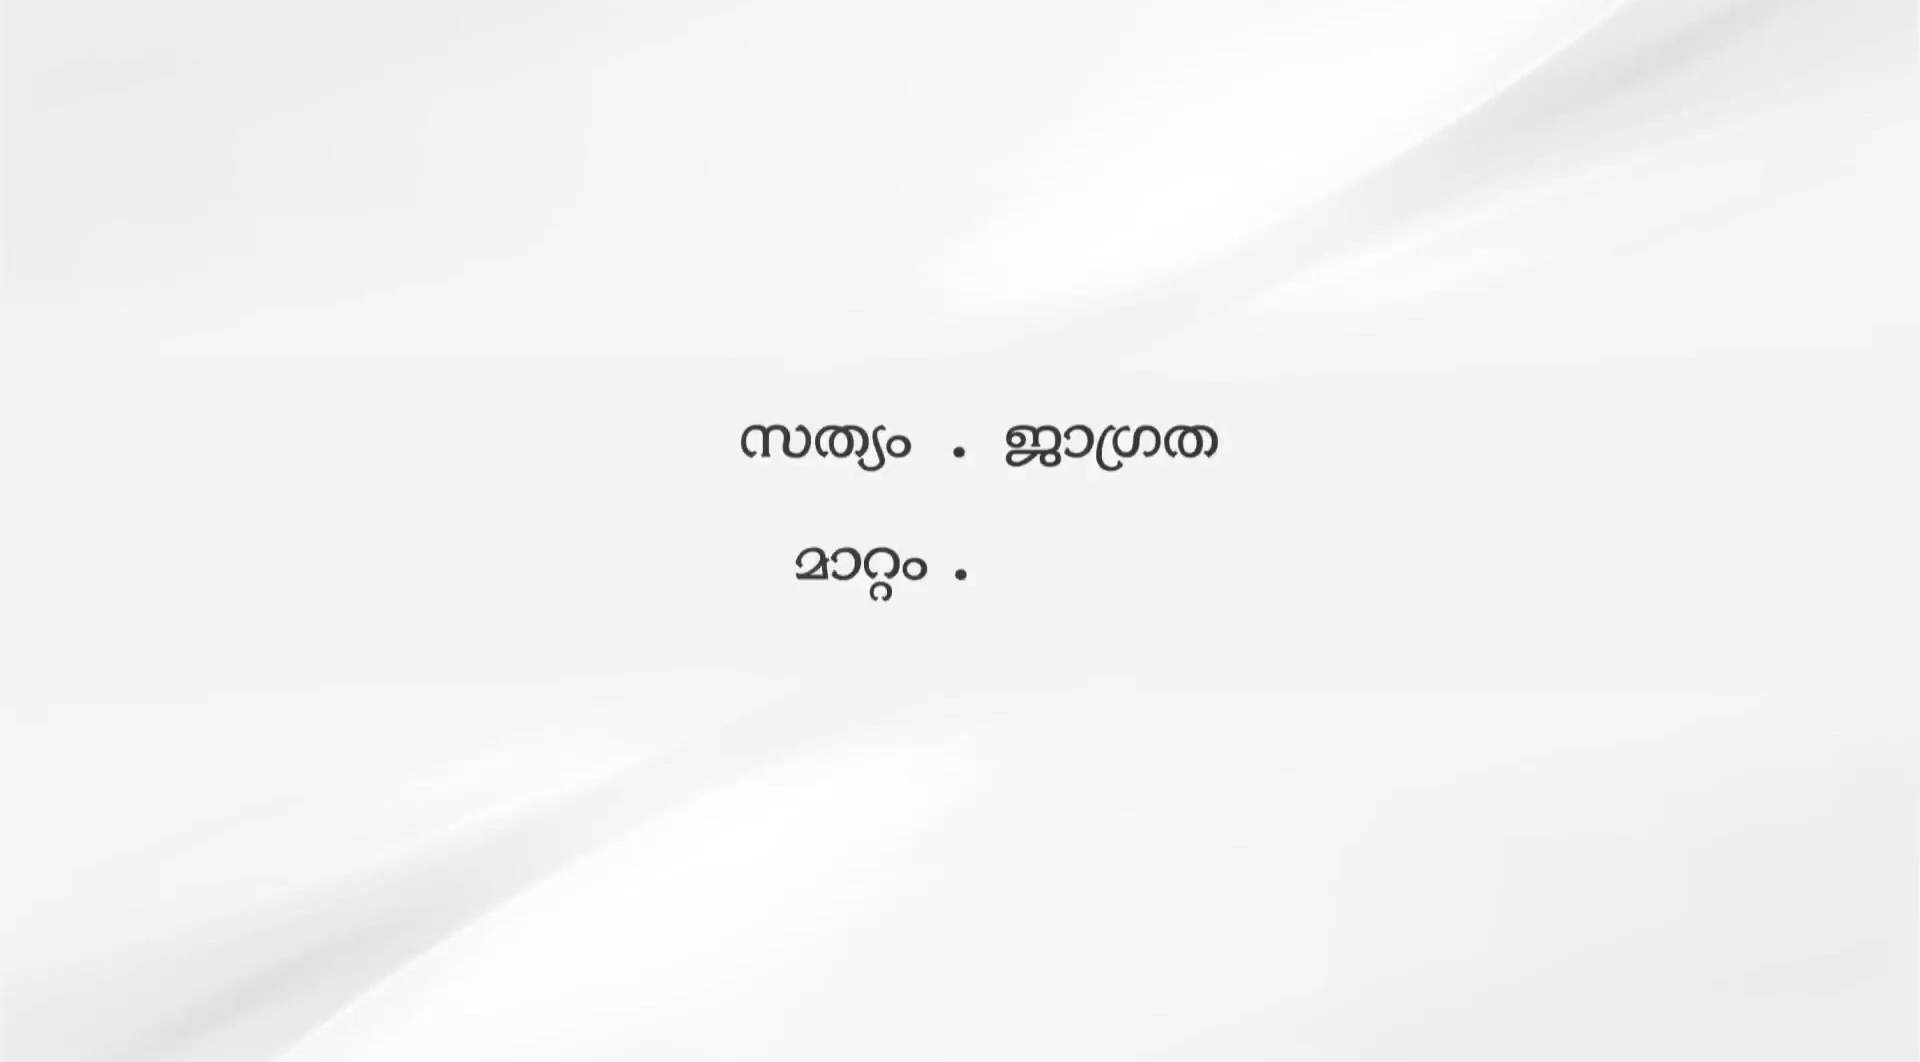 സത്യം . ജാഗ്രത
മാറ്റം .